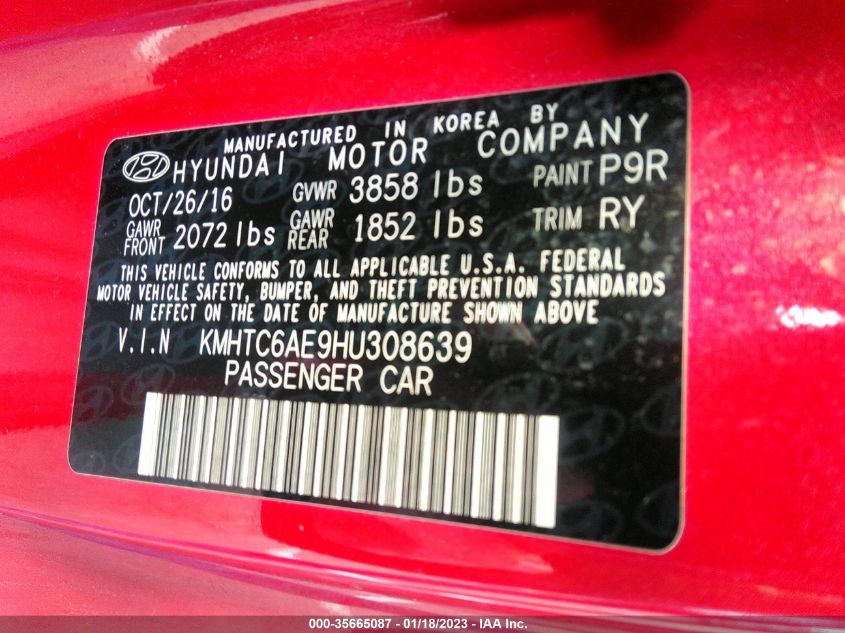 MANUFACTURED IN KOREA BY
HYUNDAI MOTOR COMPANY
OCT/26/16 GVWR 3858 lbs PAINT P9R
GAWR FRONT 2072 lbs GAWR REAR 1852 lbs TRIM RY
THIS VEHICLE CONFORMS TO ALL APPLICABLE U.S.A. FEDERAL
MOTOR VEHICLE SAFETY, BUMPER, AND THEFT PREVENTION STANDARDS
IN EFFECT ON THE DATE OF MANUFACTURE SHOWN ABOVE
V.I.N KMHTC6AE9HU308639
PASSENGER CAR
000-35665087 - 01/18/2023 - IAA Inc.